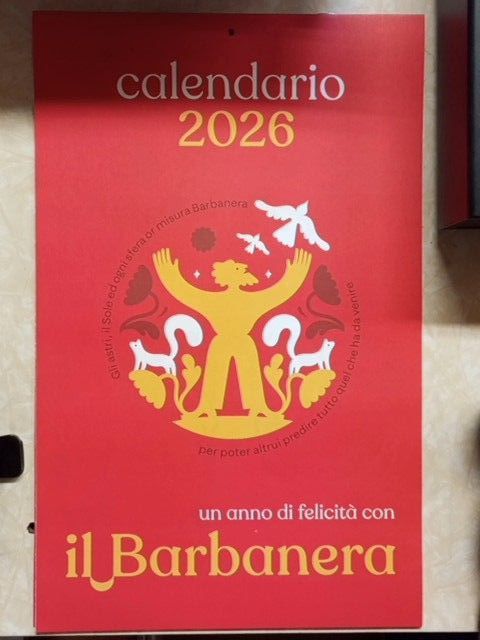 calendario
2026
Gli astri, il Sole ed ogni sfera or misura Barbanera
per poter altrui predire tutto quel che ha da venire
un anno di felicità con
il Barbanera